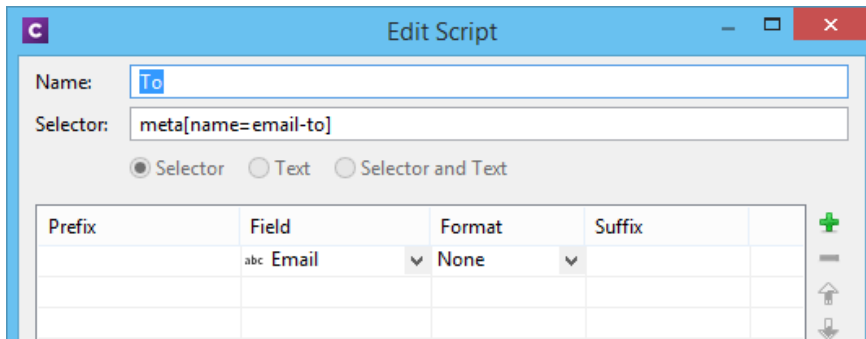 C Edit Script
Name: To
Selector: meta[name=email-to]
Selector Text Selector and Text
Prefix Field Format Suffix
abc Email None